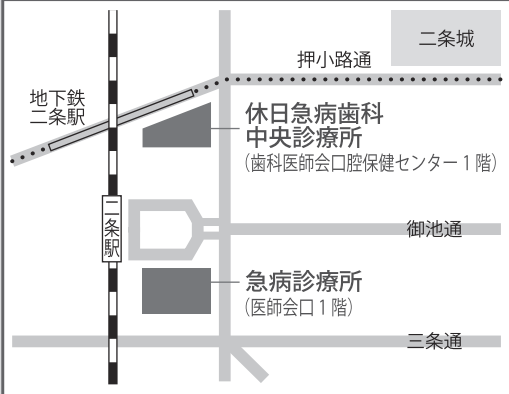 二条城
押小路通
地下鉄
二条駅
休日急病歯科
中央診療所
(歯科医師会口腔保健センター1階)
二条駅
御池通
急病診療所
(医師会口1階)
三条通